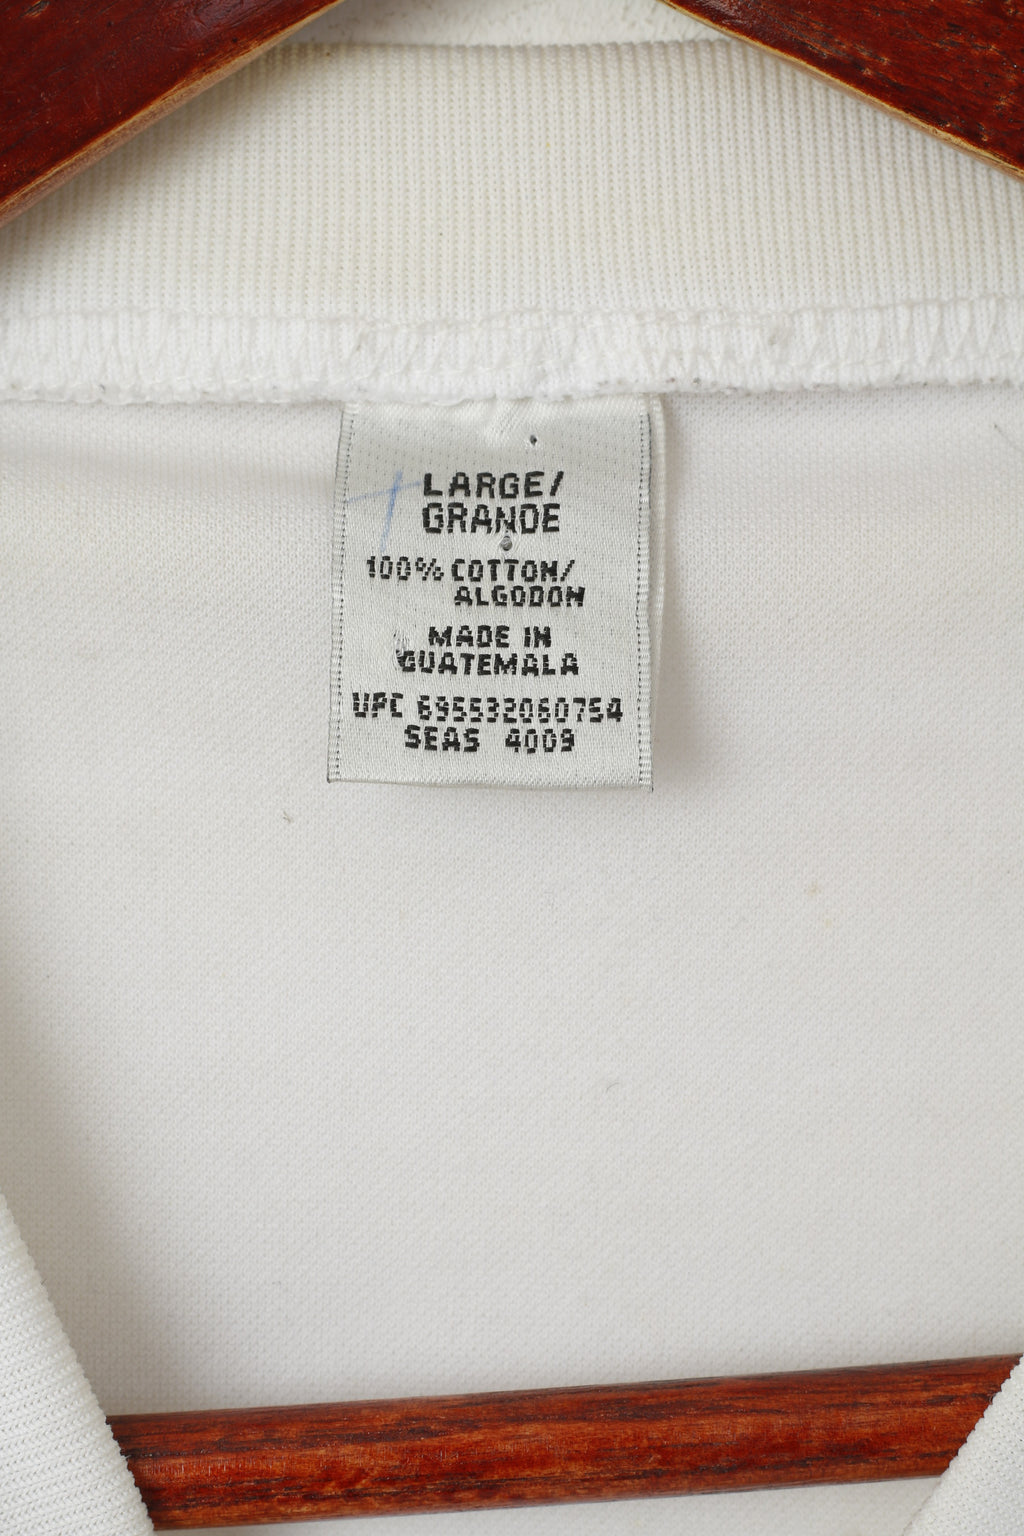 LARGE/
GRANDE
100% COTTON/
ALGODON
MADE IN
GUATEMALA
UPC 695532060754
SEAS 4009